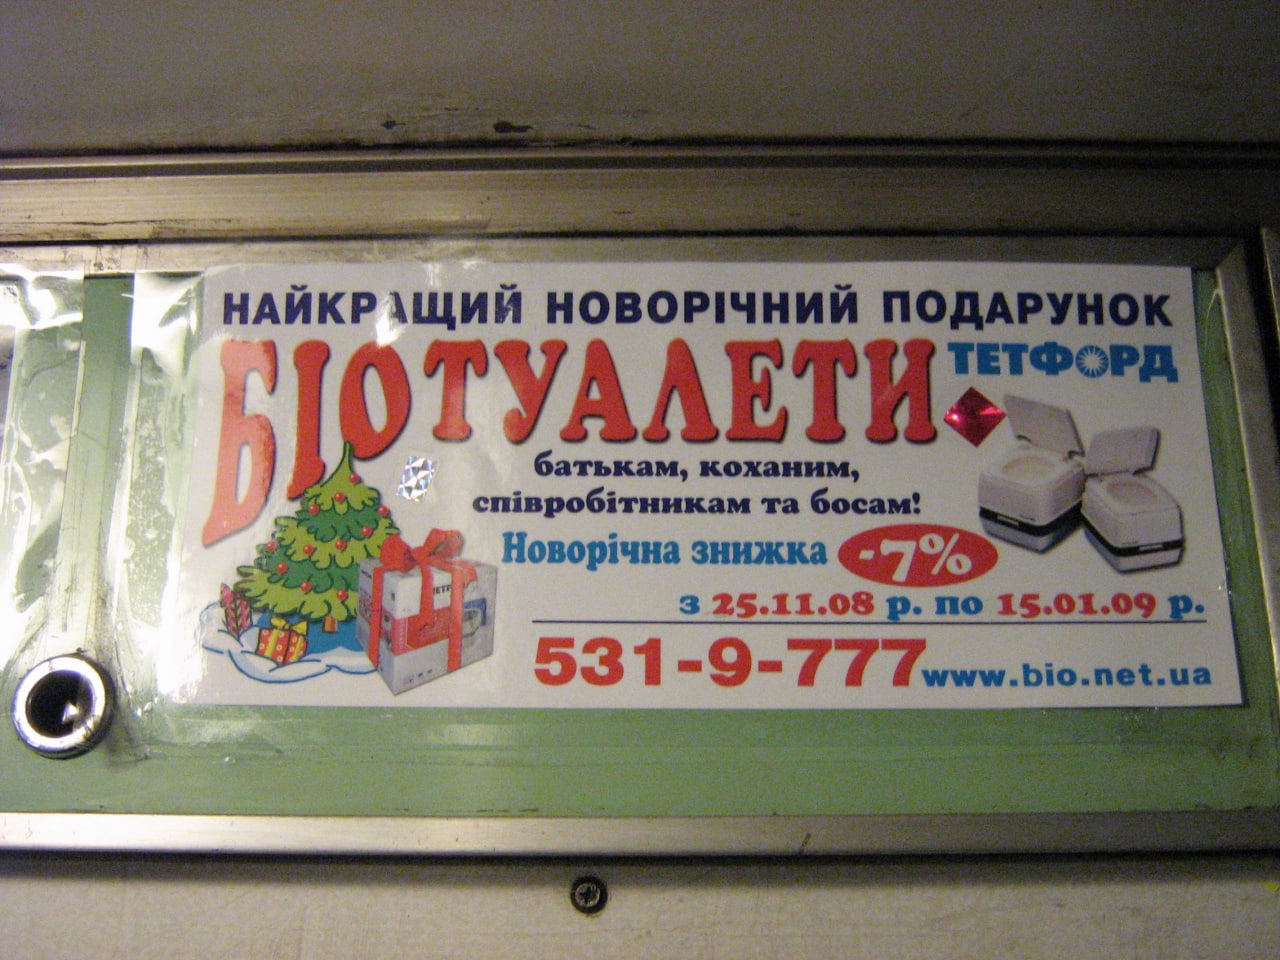 НАЙКРАЩИЙ НОВОРІЧНИЙ ПОДАРУНОК
БІОТУАЛЕТИ ТЕТФОРД
батькам, коханим,
співробітникам та босам!
Новорічна знижка -7%
з 25.11.08 р. по 15.01.09 р.
531-9-777 www.bio.net.ua